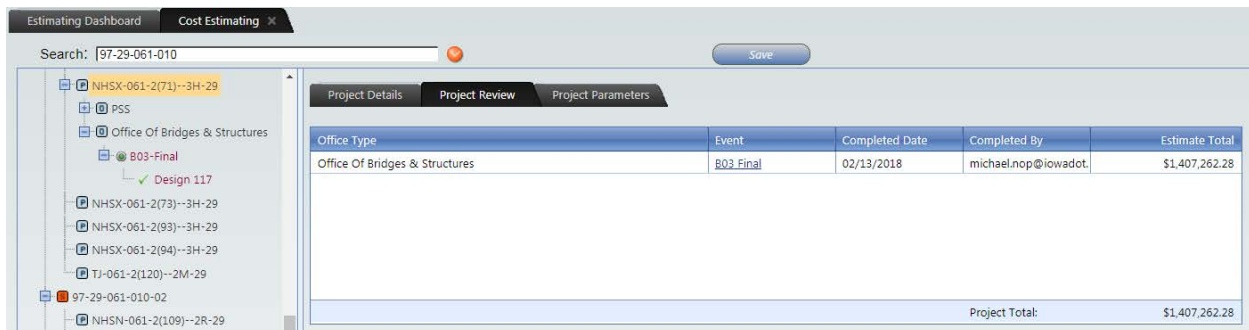 Estimating Dashboard
Cost Estimating
Search: 97-29-061-010
Save
NHSX-061-2(71)--3H-29
PSS
Office Of Bridges & Structures
B03-Final
Design 117
NHSX-061-2(73)--3H-29
NHSX-061-2(93)--3H-29
NHSX-061-2(94)--3H-29
TJ-061-2(120)--2M-29
97-29-061-010-02
NHSN-061-2(109)--2R-29
Project Details
Project Review
Project Parameters
Office Type Event Completed Date Completed By Estimate Total
Office Of Bridges & Structures B03 Final 02/13/2018 michael.nop@iowadot. $1,407,262.28
Project Total: $1,407,262.28